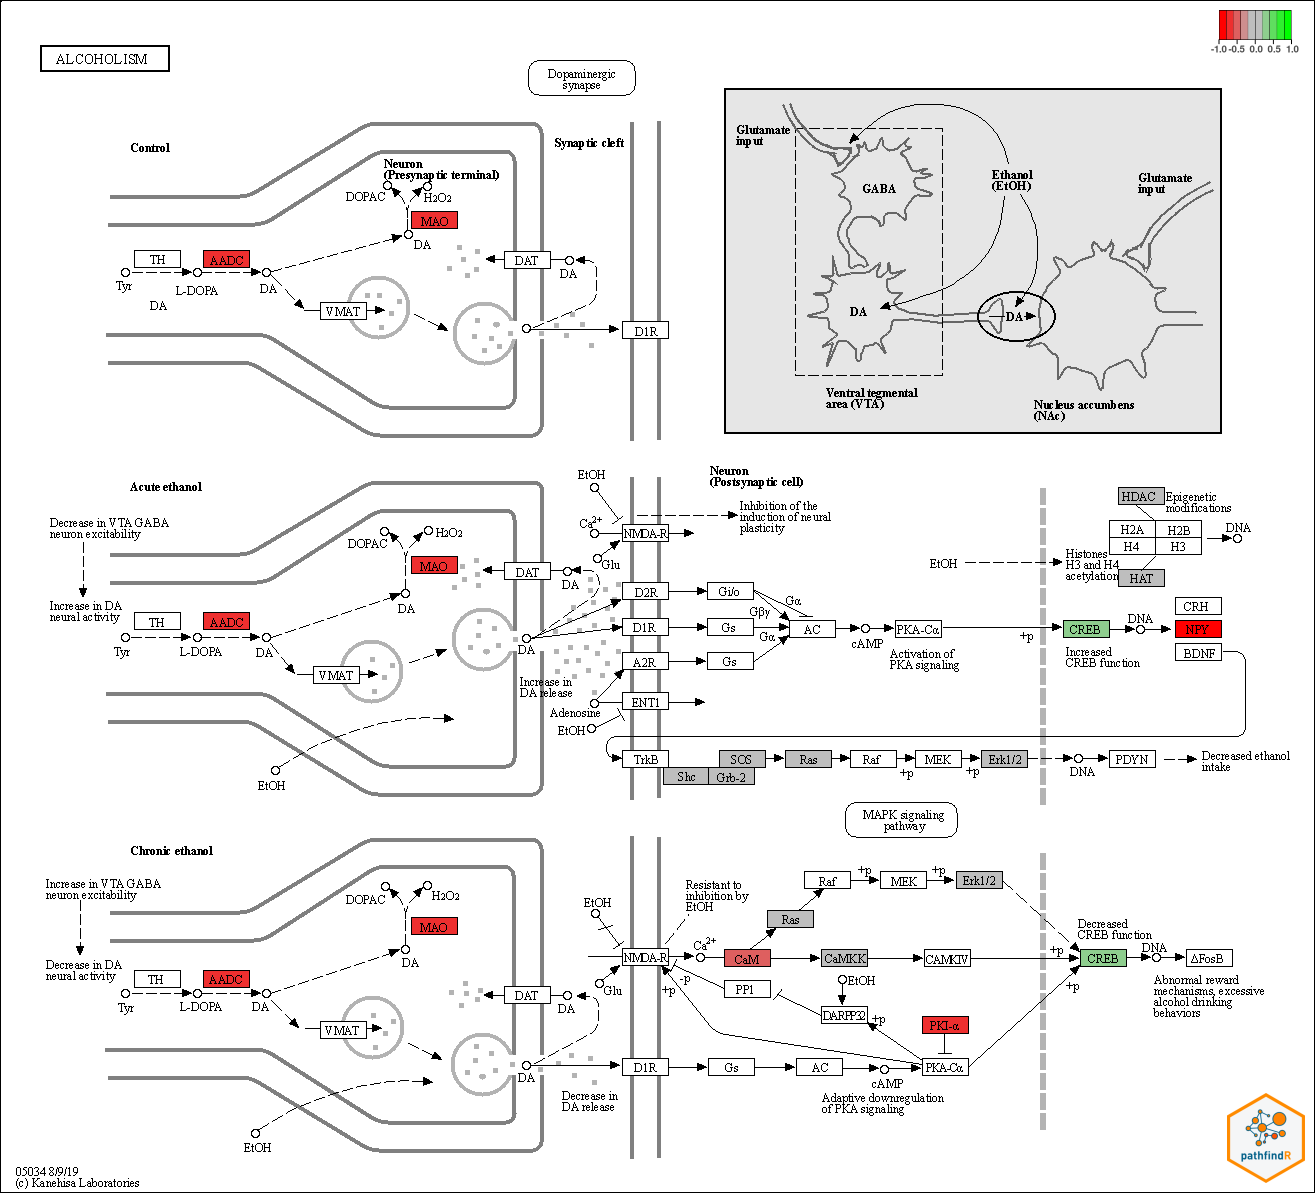 -1.0 -0.5 0.0 0.5 1.0
ALCOHOLISM
Dopaminergic
synapse
Control
Synaptic cleft
Neuron
(Presynaptic terminal)
DOPAC
H2O2
MAO
DA
TH
AADC
Tyr
L-DOPA
DA
DA
VMAT
DAT
DA
D1R
Glutamate
input
GABA
Ethanol
(EtOH)
Glutamate
input
DA
DA
Ventral tegmental
area (VTA)
Nucleus accumbens
(NAc)
Acute ethanol
Decrease in VTA GABA
neuron excitability
Increase in DA
neural activity
DOPAC
H2O2
MAO
DA
TH
AADC
Tyr
L-DOPA
DA
VMAT
DAT
DA
DA
Increase in
DA release
EtOH
EtOH
Ca2+
NMDA-R
Glu
Neuron
(Postsynaptic cell)
Inhibition of the
induction of neural
plasticity
D2R
Gi/o
Gα
Gβγ
D1R
Gs
Gα
AC
cAMP
PKA-Cα
Activation of
PKA signaling
+p
A2R
Gs
ENT1
Adenosine
EtOH
EtOH
HDAC
Epigenetic
modifications
H2A
H2B
H4
H3
DNA
Histones
H3 and H4
acetylation
HAT
CREB
Increased
CREB function
DNA
CRH
NPY
BDNF
TrkB
Shc
Grb-2
SOS
Ras
Raf
+p
MEK
+p
Erk1/2
DNA
PDYN
Decreased ethanol
intake
MAPK signaling
pathway
Chronic ethanol
Increase in VTA GABA
neuron excitability
Decrease in DA
neural activity
DOPAC
H2O2
MAO
DA
TH
AADC
Tyr
L-DOPA
DA
VMAT
DAT
DA
DA
Decrease in
DA release
EtOH
EtOH
NMDA-R
Glu
+p
-p
Resistant to
inhibition by
EtOH
Ca2+
CaM
Ras
Raf
+p
MEK
+p
Erk1/2
CaMKK
CAMKIV
+p
PP1
EtOH
DARPP32
+p
PKI-α
D1R
Gs
AC
cAMP
PKA-Cα
+p
Adaptive downregulation
of PKA signaling
Decreased
CREB function
CREB
DNA
ΔFosB
Abnormal reward
mechanisms, excessive
alcohol drinking
behaviors
05034 8/9/19
(c) Kanehisa Laboratories
pathfindR